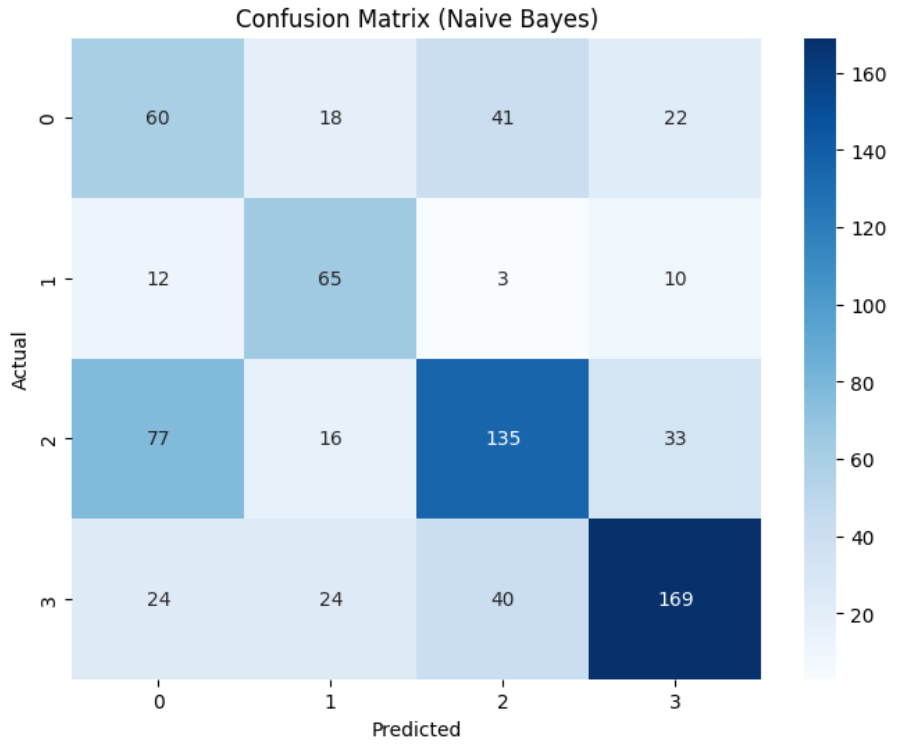 Confusion Matrix (Naive Bayes)
0 60 18 41 22
1 12 65 3 10
2 77 16 135 33
3 24 24 40 169
0 1 2 3
Predicted
Actual
160
140
120
100
80
60
40
20